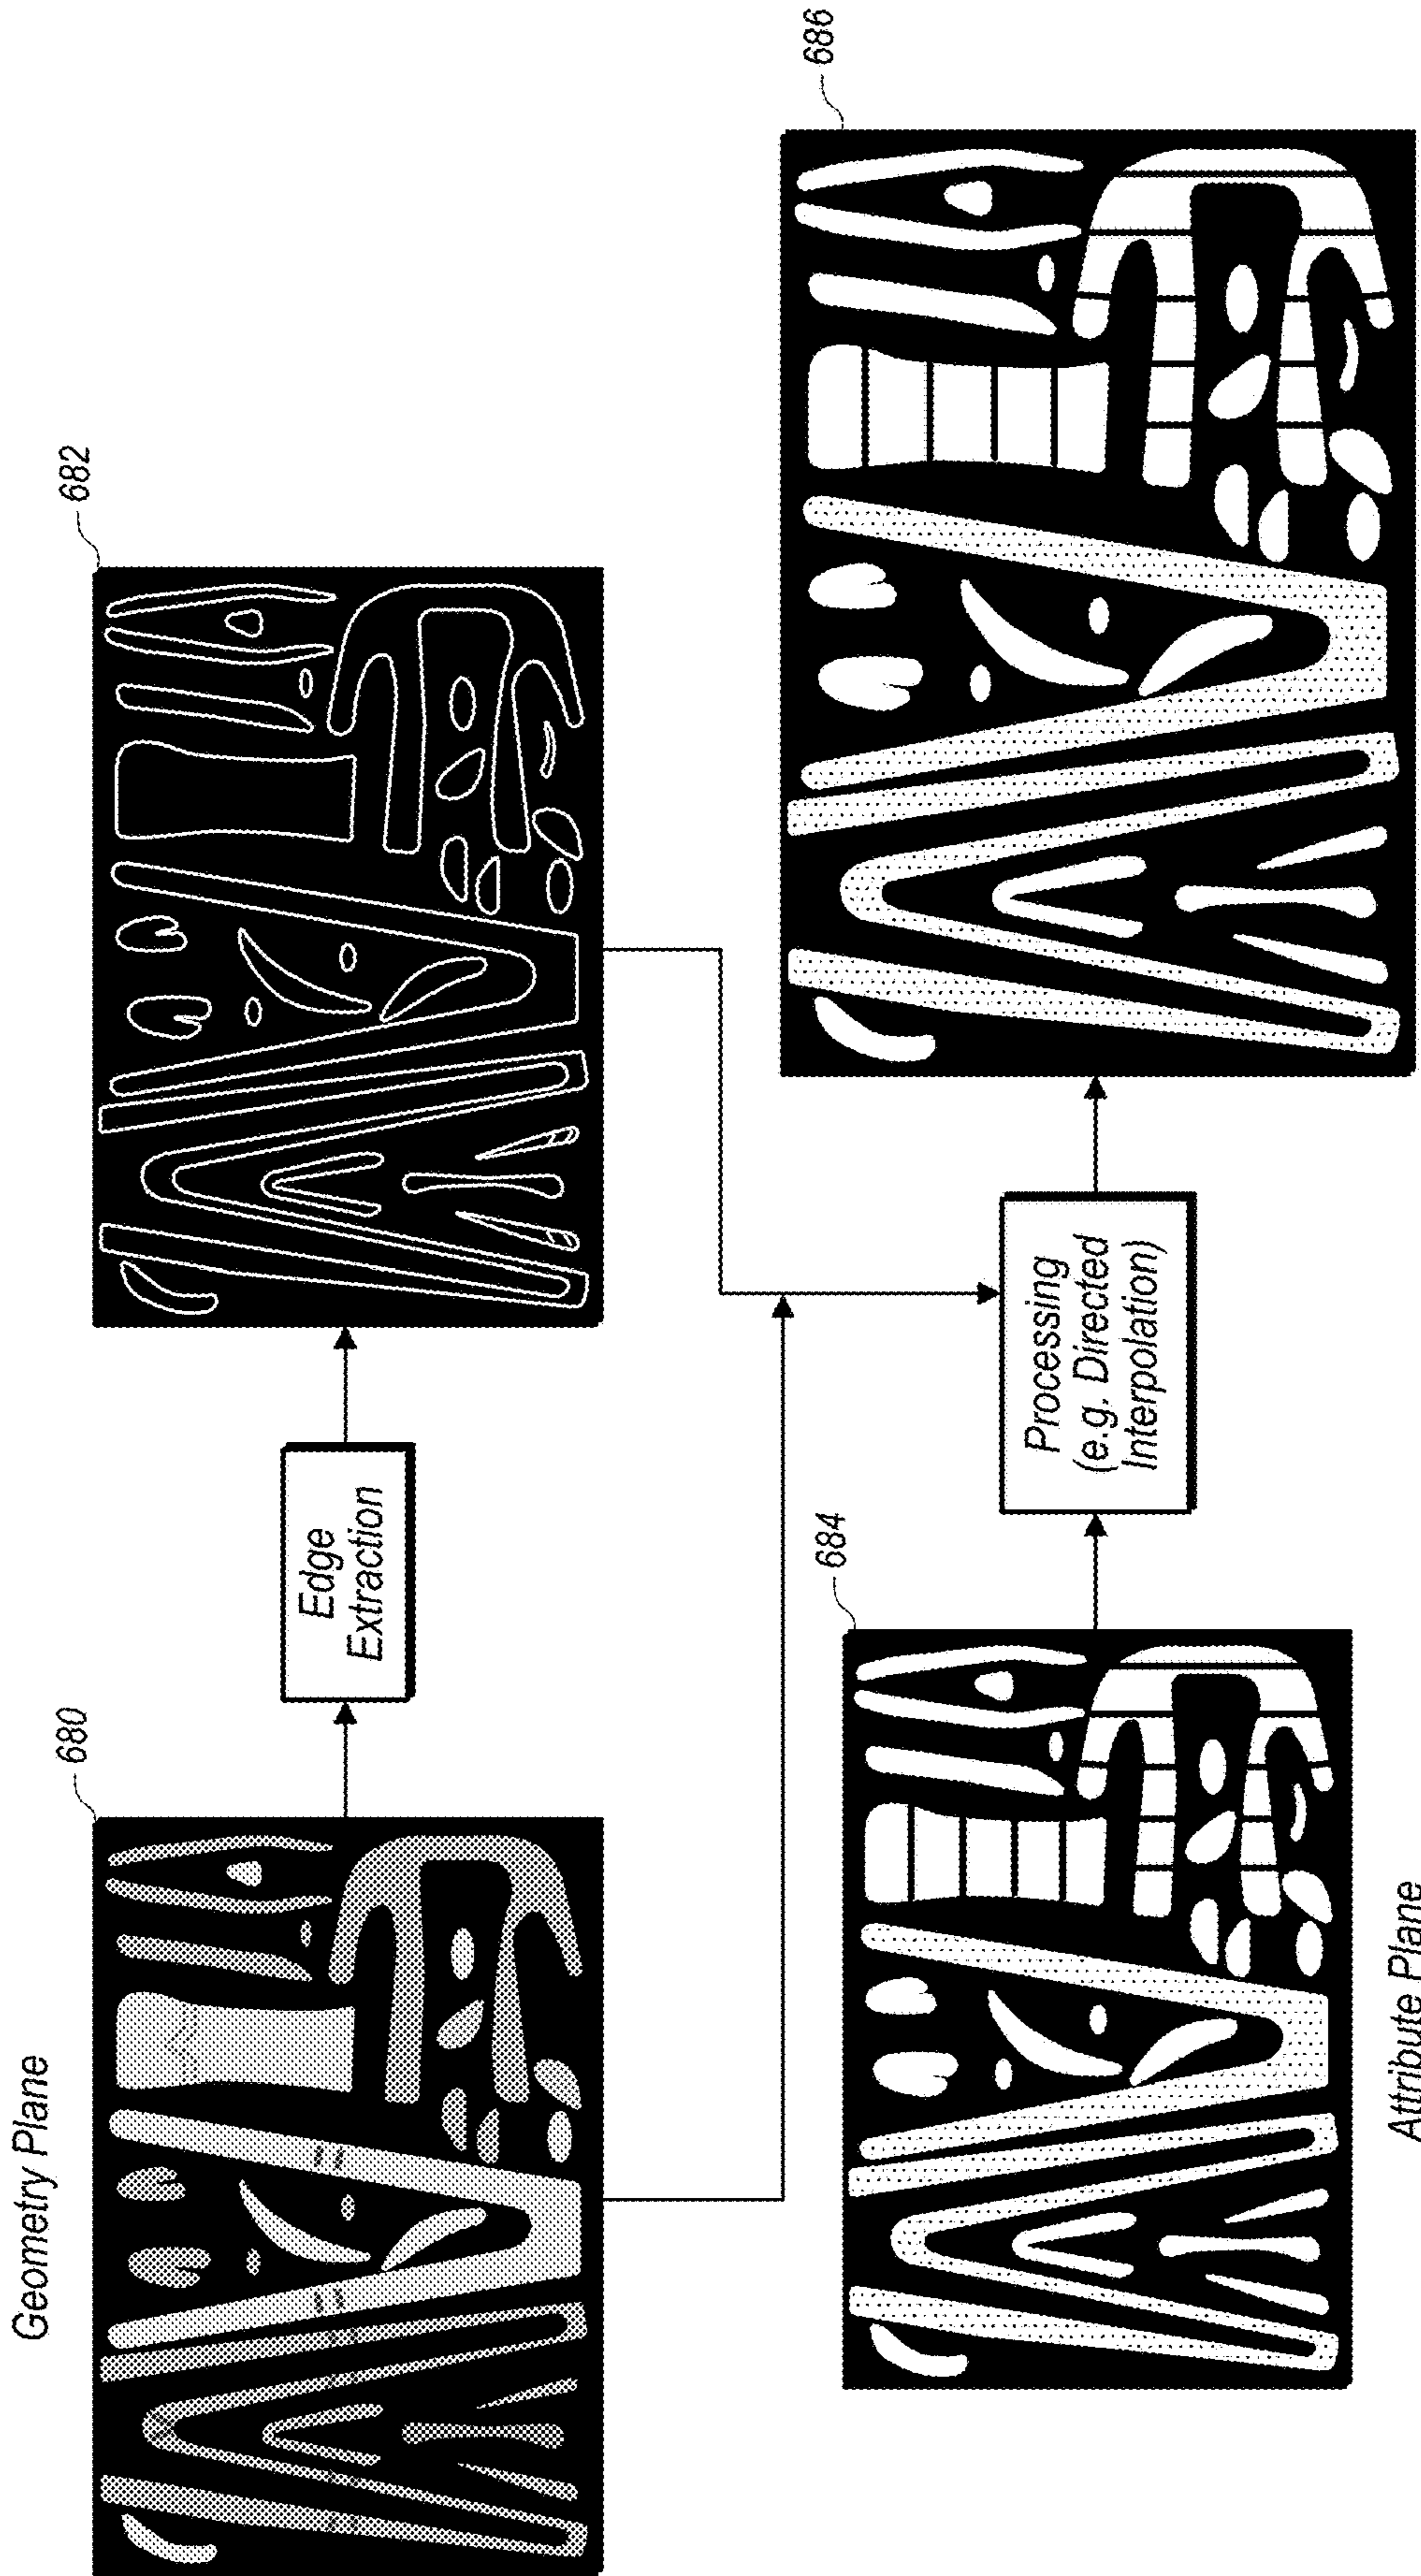 Geometry Plane
680
Edge
Extraction
682
684
Attribute Plane
Processing
(e.g. Directed
Interpolation)
686